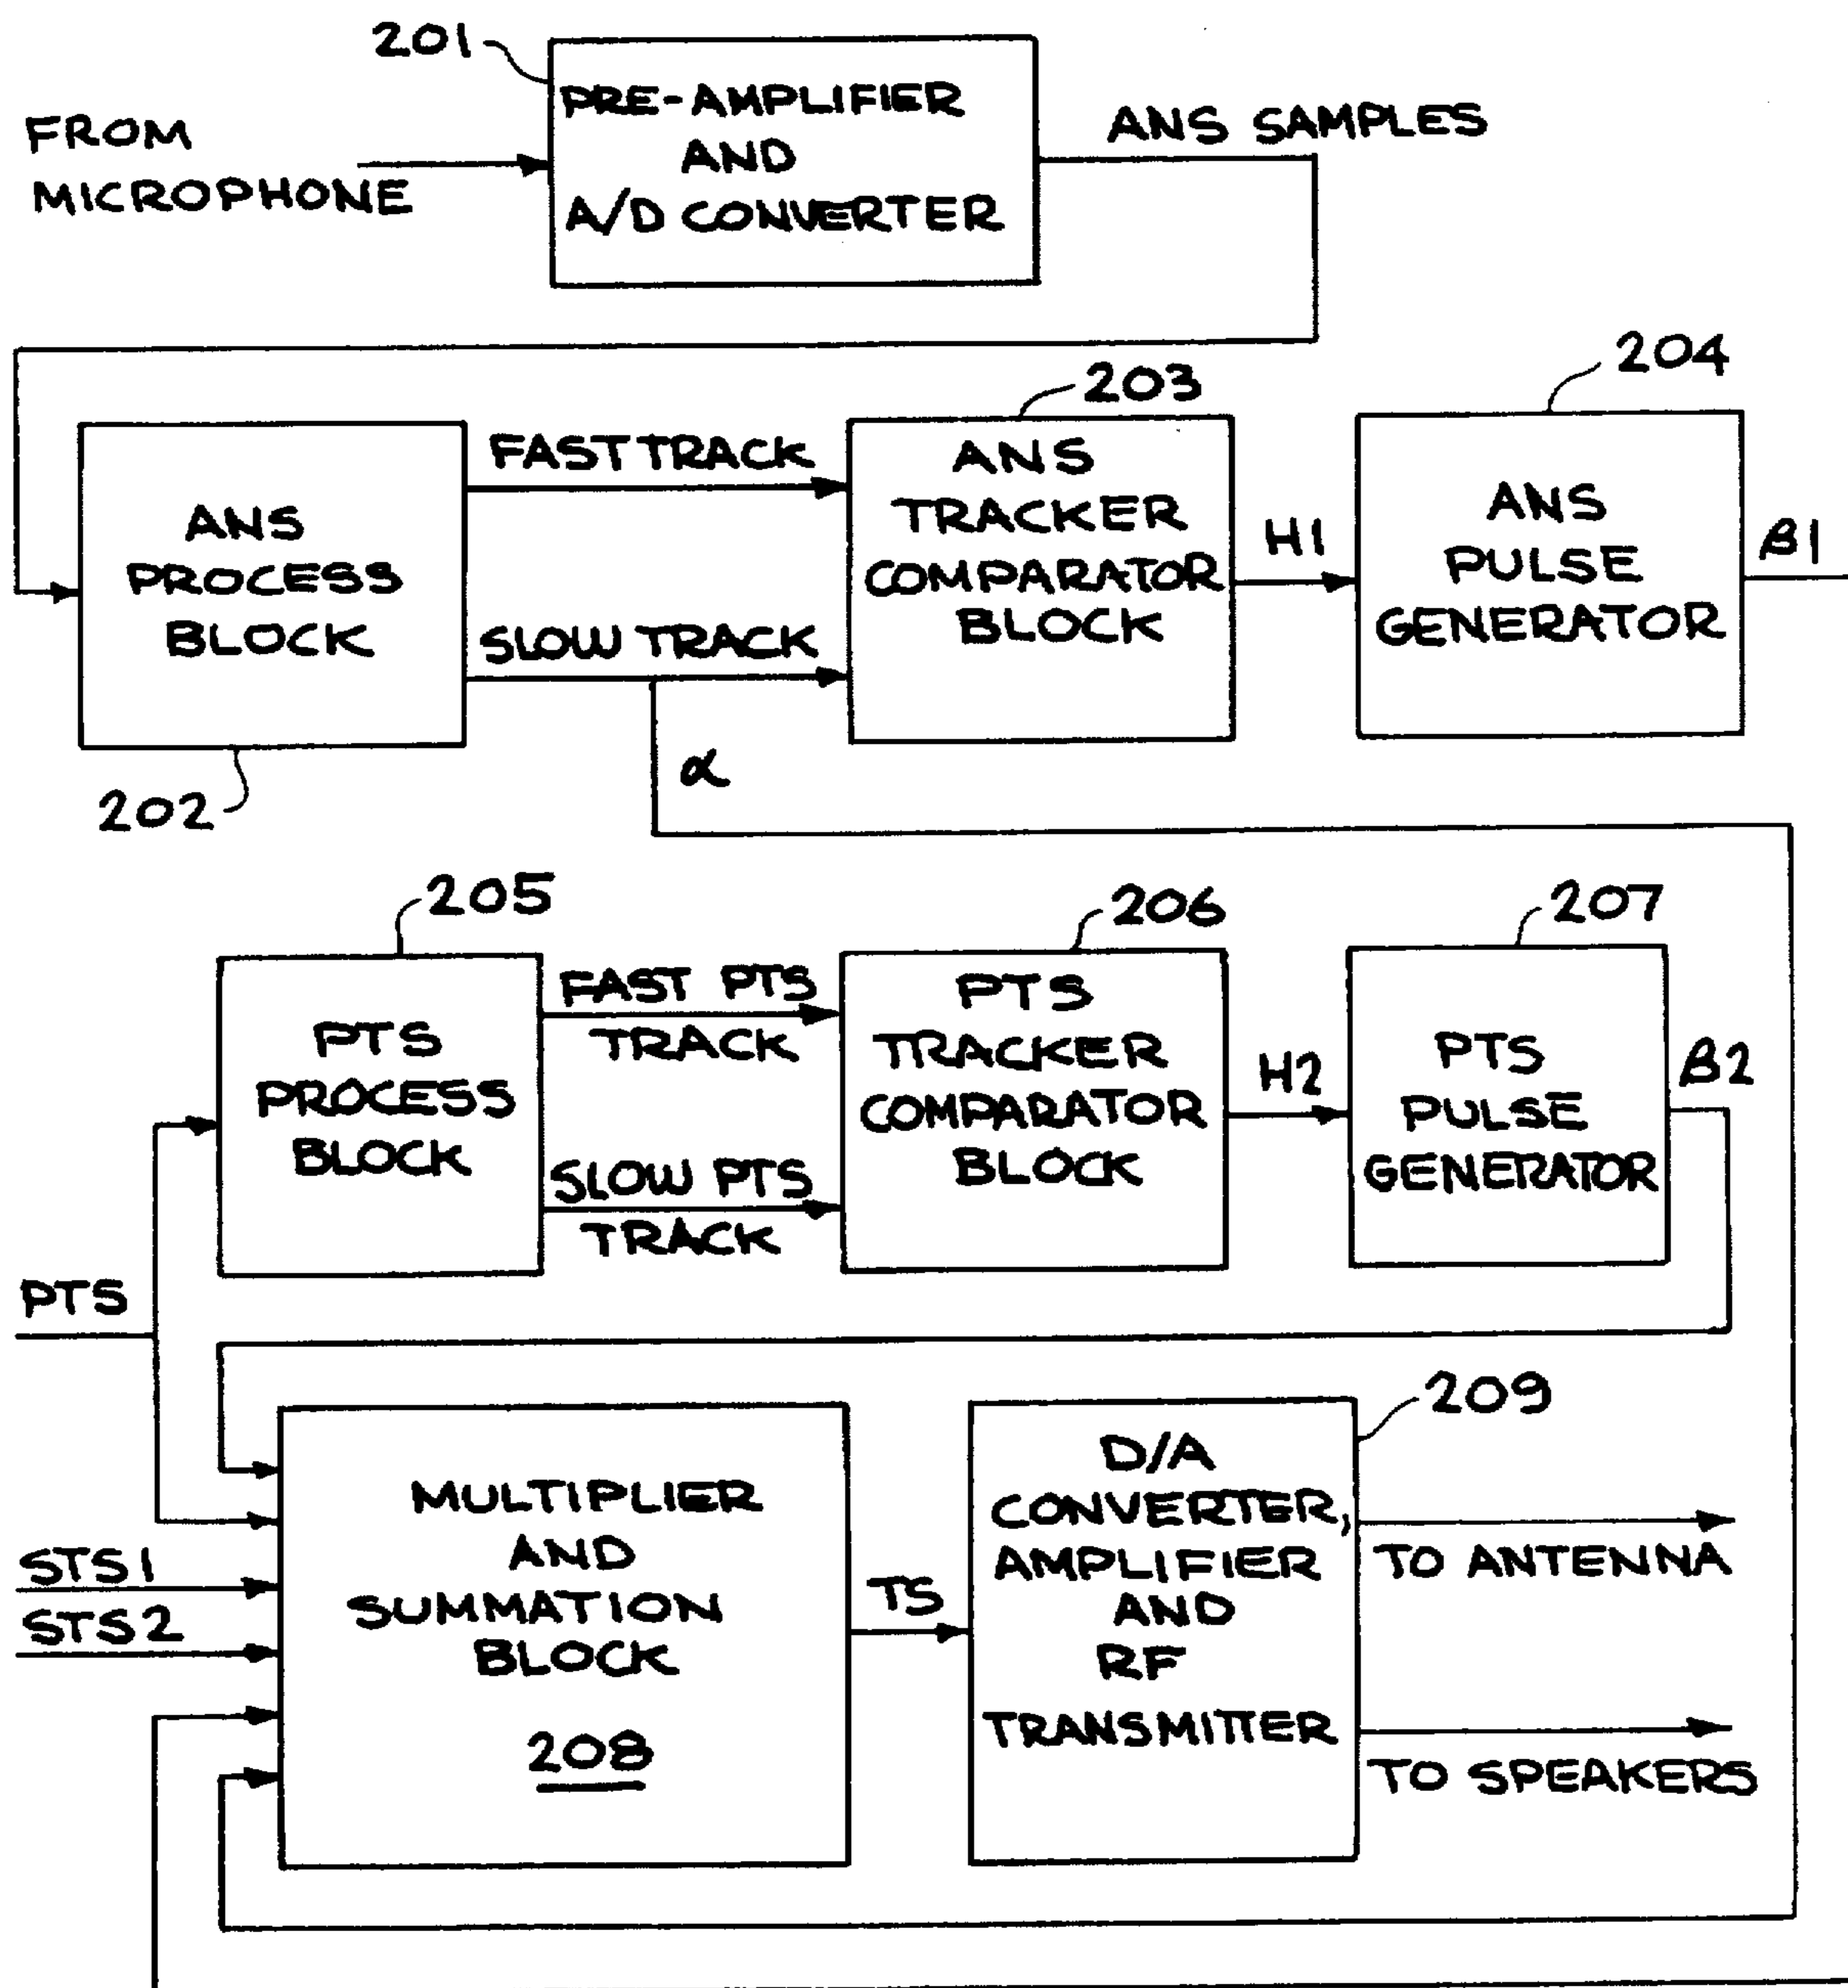 201
PRE-AMPLIFIER
AND
A/D CONVERTER
FROM
MICROPHONE
ANS SAMPLES
ANS
PROCESS
BLOCK
202
FAST TRACK
SLOW TRACK
α
203
ANS
TRACKER
COMPARATOR
BLOCK
H1
204
ANS
PULSE
GENERATOR
β1
205
PTS
PROCESS
BLOCK
FAST PTS
TRACK
SLOW PTS
TRACK
206
PTS
TRACKER
COMPARATOR
BLOCK
H2
207
PTS
PULSE
GENERATOR
β2
PTS
STS1
STS2
MULTIPLIER
AND
SUMMATION
BLOCK
208
TS
209
D/A
CONVERTER,
AMPLIFIER
AND
RF
TRANSMITTER
TO ANTENNA
TO SPEAKERS